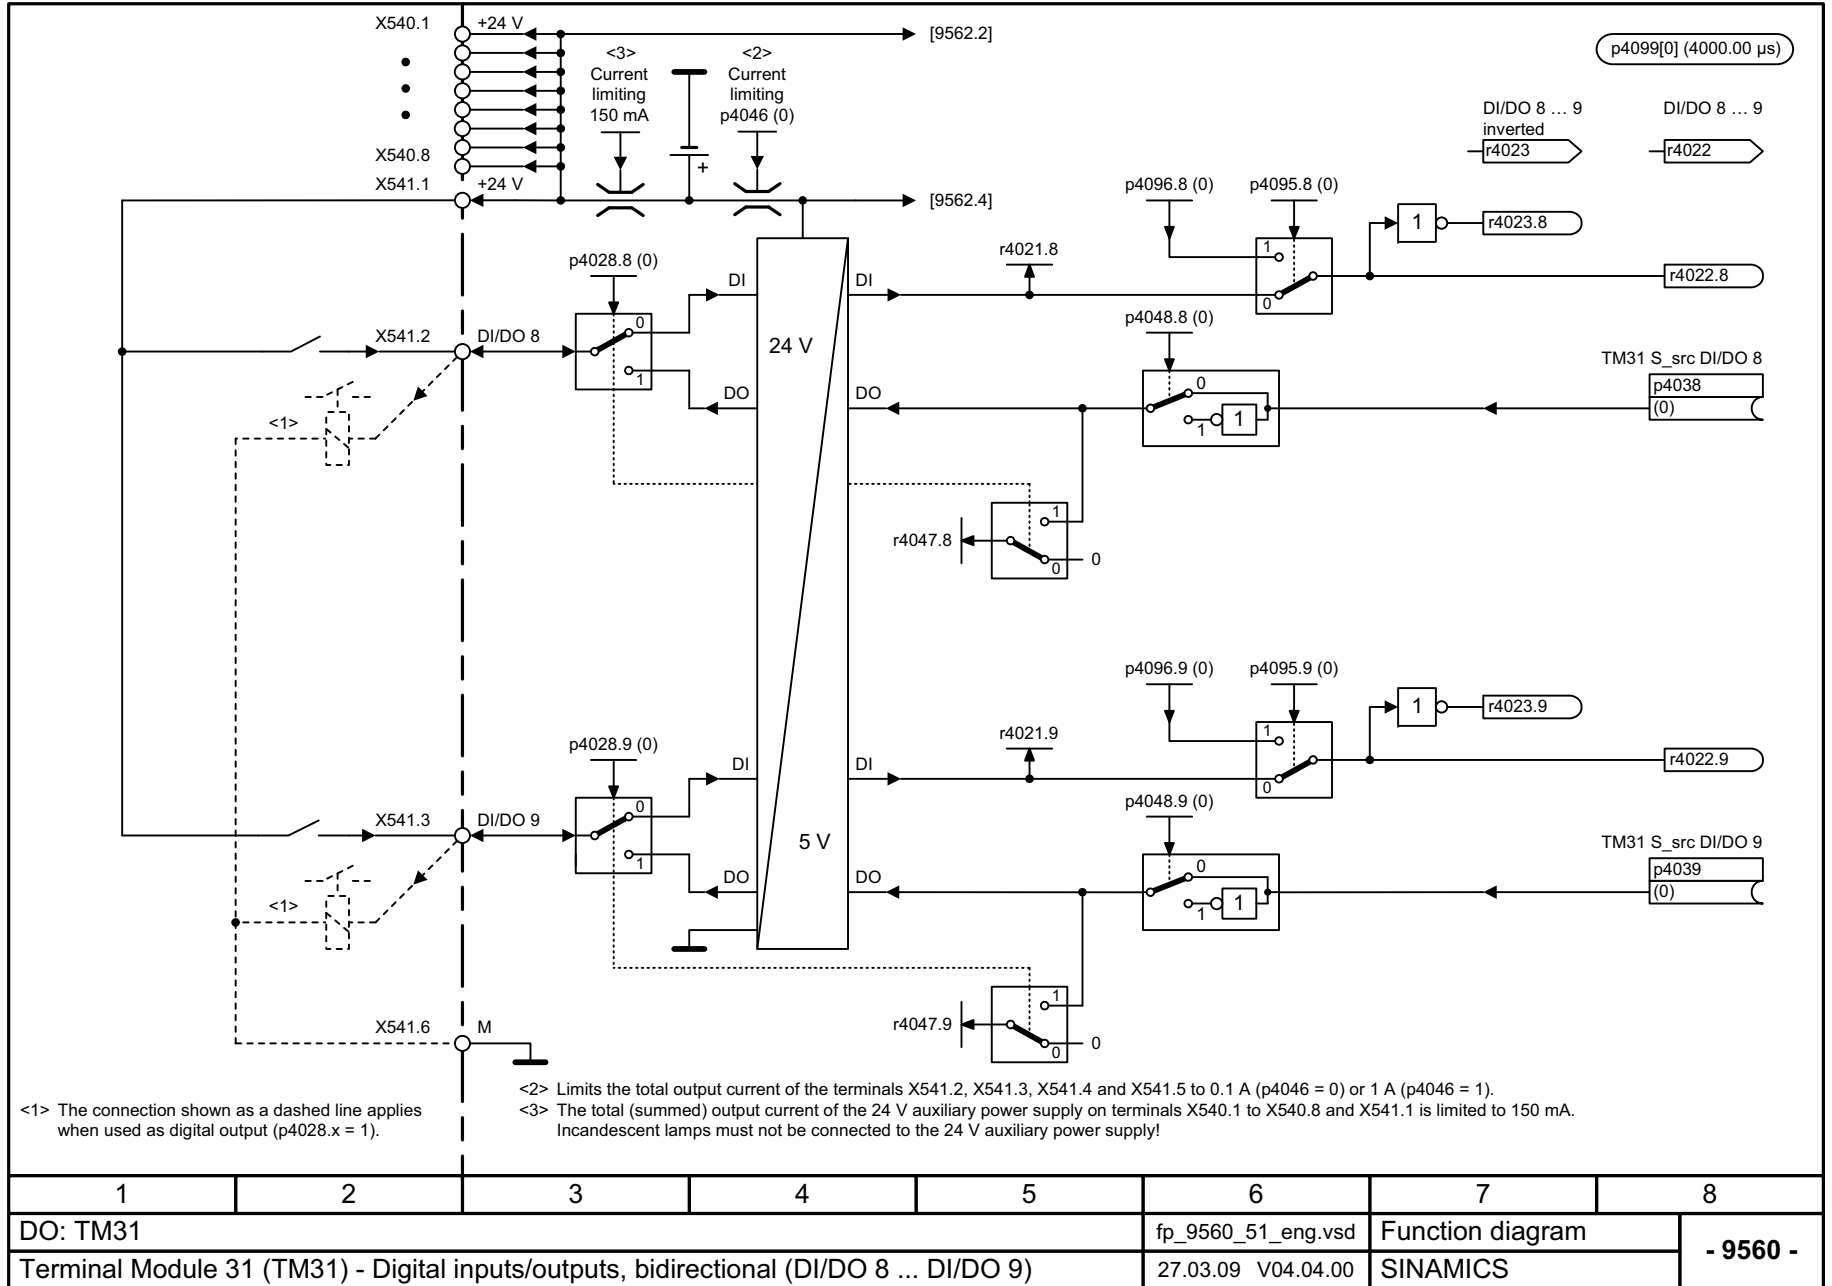 X540.1
+24 V
[9562.2]
p4099[0] (4000.00 µs)
<3>
Current
limiting
150 mA
<2>
Current
limiting
p4046 (0)
DI/DO 8 … 9
inverted
r4023
DI/DO 8 … 9
r4022
X540.8
+
X541.1
+24 V
[9562.4]
p4096.8 (0)
p4095.8 (0)
1
0
1
r4023.8
r4022.8
p4028.8 (0)
DI
DI
r4021.8
24 V
X541.2
DI/DO 8
0
1
p4048.8 (0)
TM31 S_src DI/DO 8
p4038
(0)
DO
DO
0
1
1
<1>
1
r4047.8
0
0
p4096.9 (0)
p4095.9 (0)
1
0
1
r4023.9
r4022.9
p4028.9 (0)
DI
DI
r4021.9
5 V
X541.3
DI/DO 9
0
1
p4048.9 (0)
TM31 S_src DI/DO 9
p4039
(0)
DO
DO
0
1
1
<1>
1
r4047.9
0
0
X541.6
M
<1> The connection shown as a dashed line applies
when used as digital output (p4028.x = 1).
<2> Limits the total output current of the terminals X541.2, X541.3, X541.4 and X541.5 to 0.1 A (p4046 = 0) or 1 A (p4046 = 1).
<3> The total (summed) output current of the 24 V auxiliary power supply on terminals X540.1 to X540.8 and X541.1 is limited to 150 mA.
Incandescent lamps must not be connected to the 24 V auxiliary power supply!
1 2 3 4 5 6 7 8
DO: TM31
fp_9560_51_eng.vsd
Function diagram
- 9560 -
Terminal Module 31 (TM31) - Digital inputs/outputs, bidirectional (DI/DO 8 ... DI/DO 9)
27.03.09 V04.04.00
SINAMICS